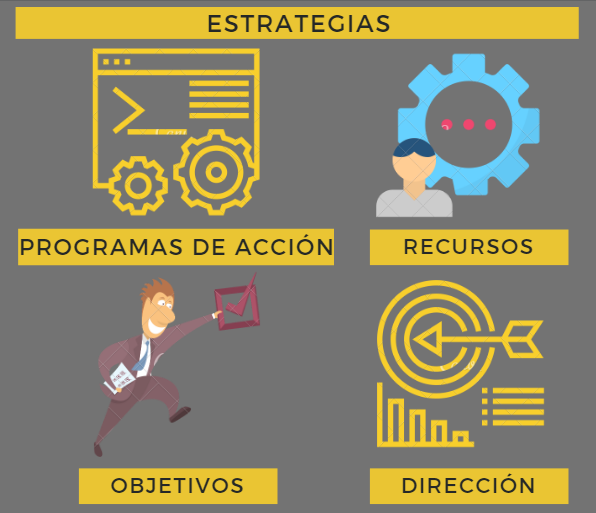 ESTRATEGIAS
PROGRAMAS DE ACCIÓN
RECURSOS
OBJETIVOS
DIRECCIÓN